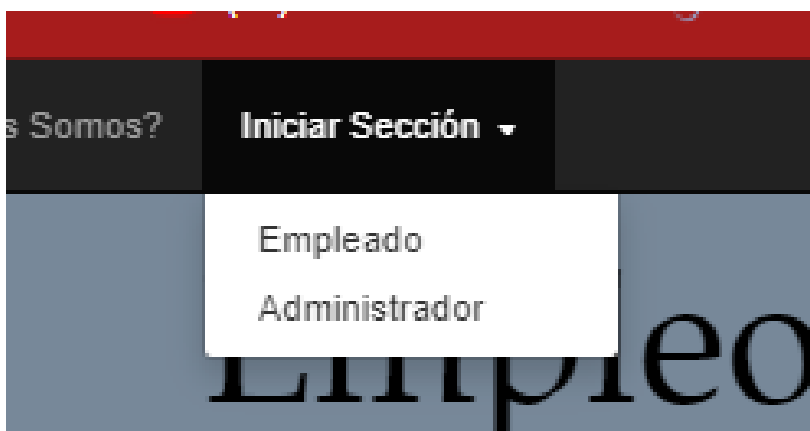 s Somos?
Iniciar Sección
Empleado
Administrador
Empleo